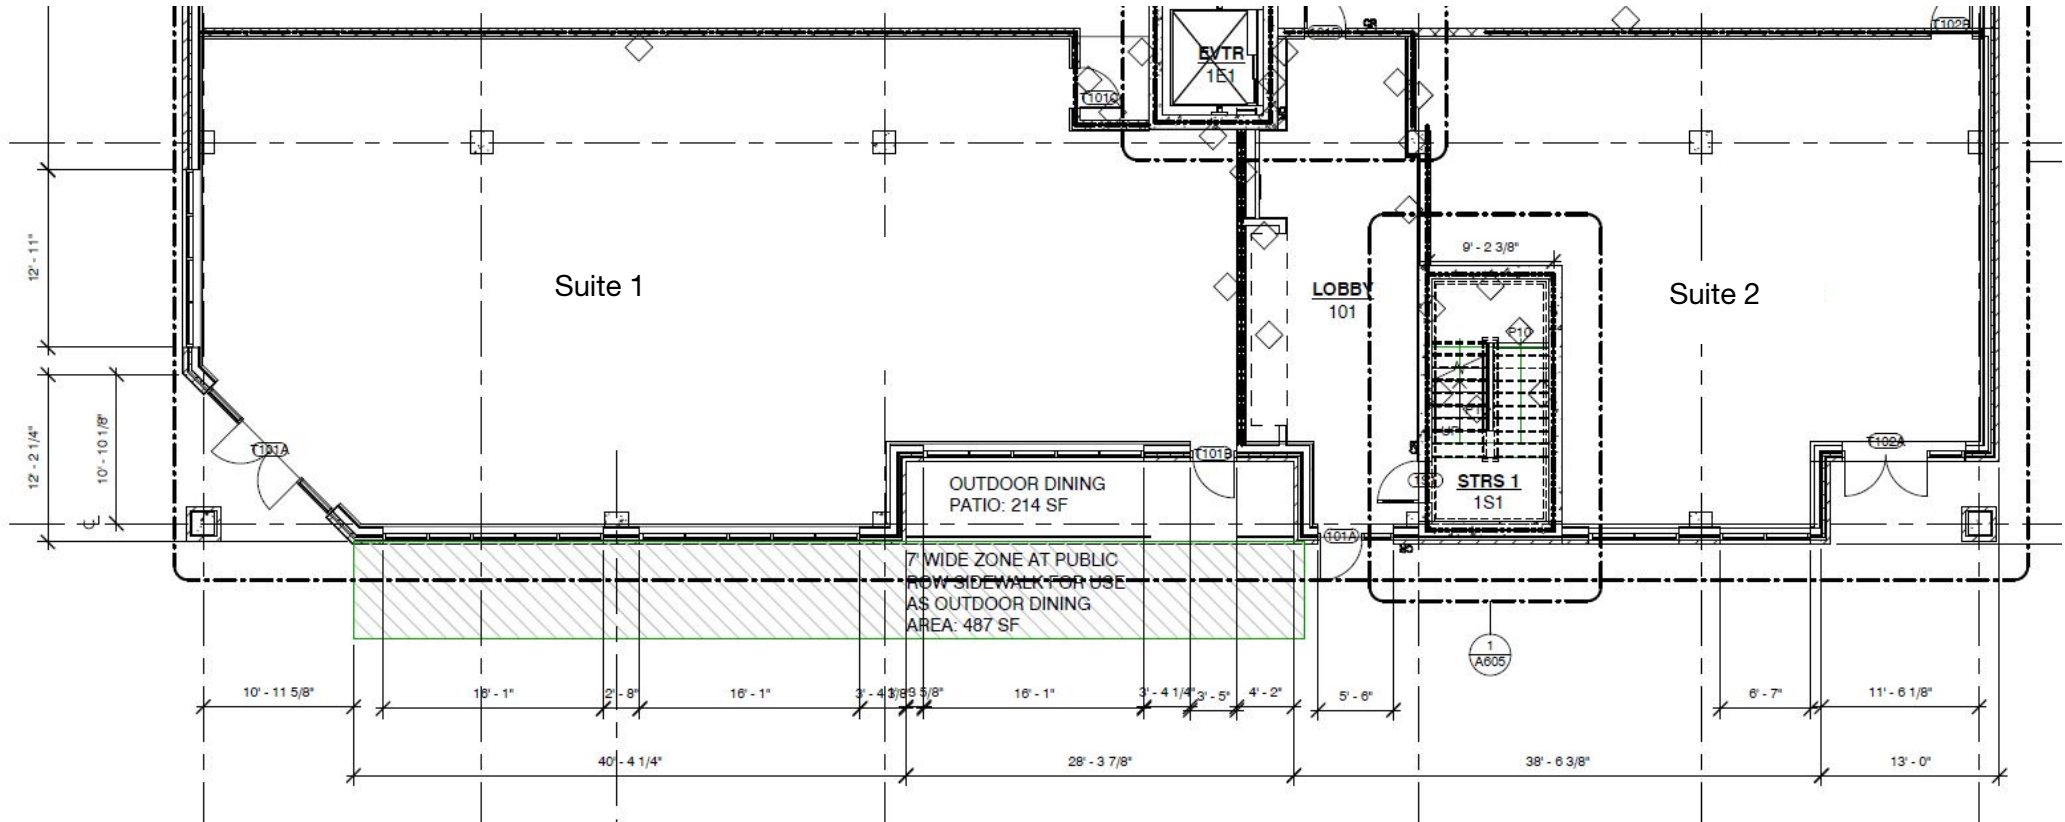 T102B
EVTR
1E1
T101C
12' - 11"
9' - 2 3/8"
Suite 1
LOBBY
101
Suite 2
P10
12' - 2 1/4"
10' - 10 1/8"
T101A
T101B
T102A
UP
OUTDOOR DINING
PATIO: 214 SF
STRS 1
1S1
101A
7' WIDE ZONE AT PUBLIC
ROW SIDEWALK FOR USE
AS OUTDOOR DINING
AREA: 487 SF
1
A605
10' - 11 5/8" 16' - 1" 2' - 8" 16' - 1" 3' - 4 3/8" 16' - 1" 3' - 4 1/4" 3' - 5" 4' - 2" 5' - 6" 6' - 7" 11' - 6 1/8"
40' - 4 1/4" 28' - 3 7/8" 38' - 6 3/8" 13' - 0"